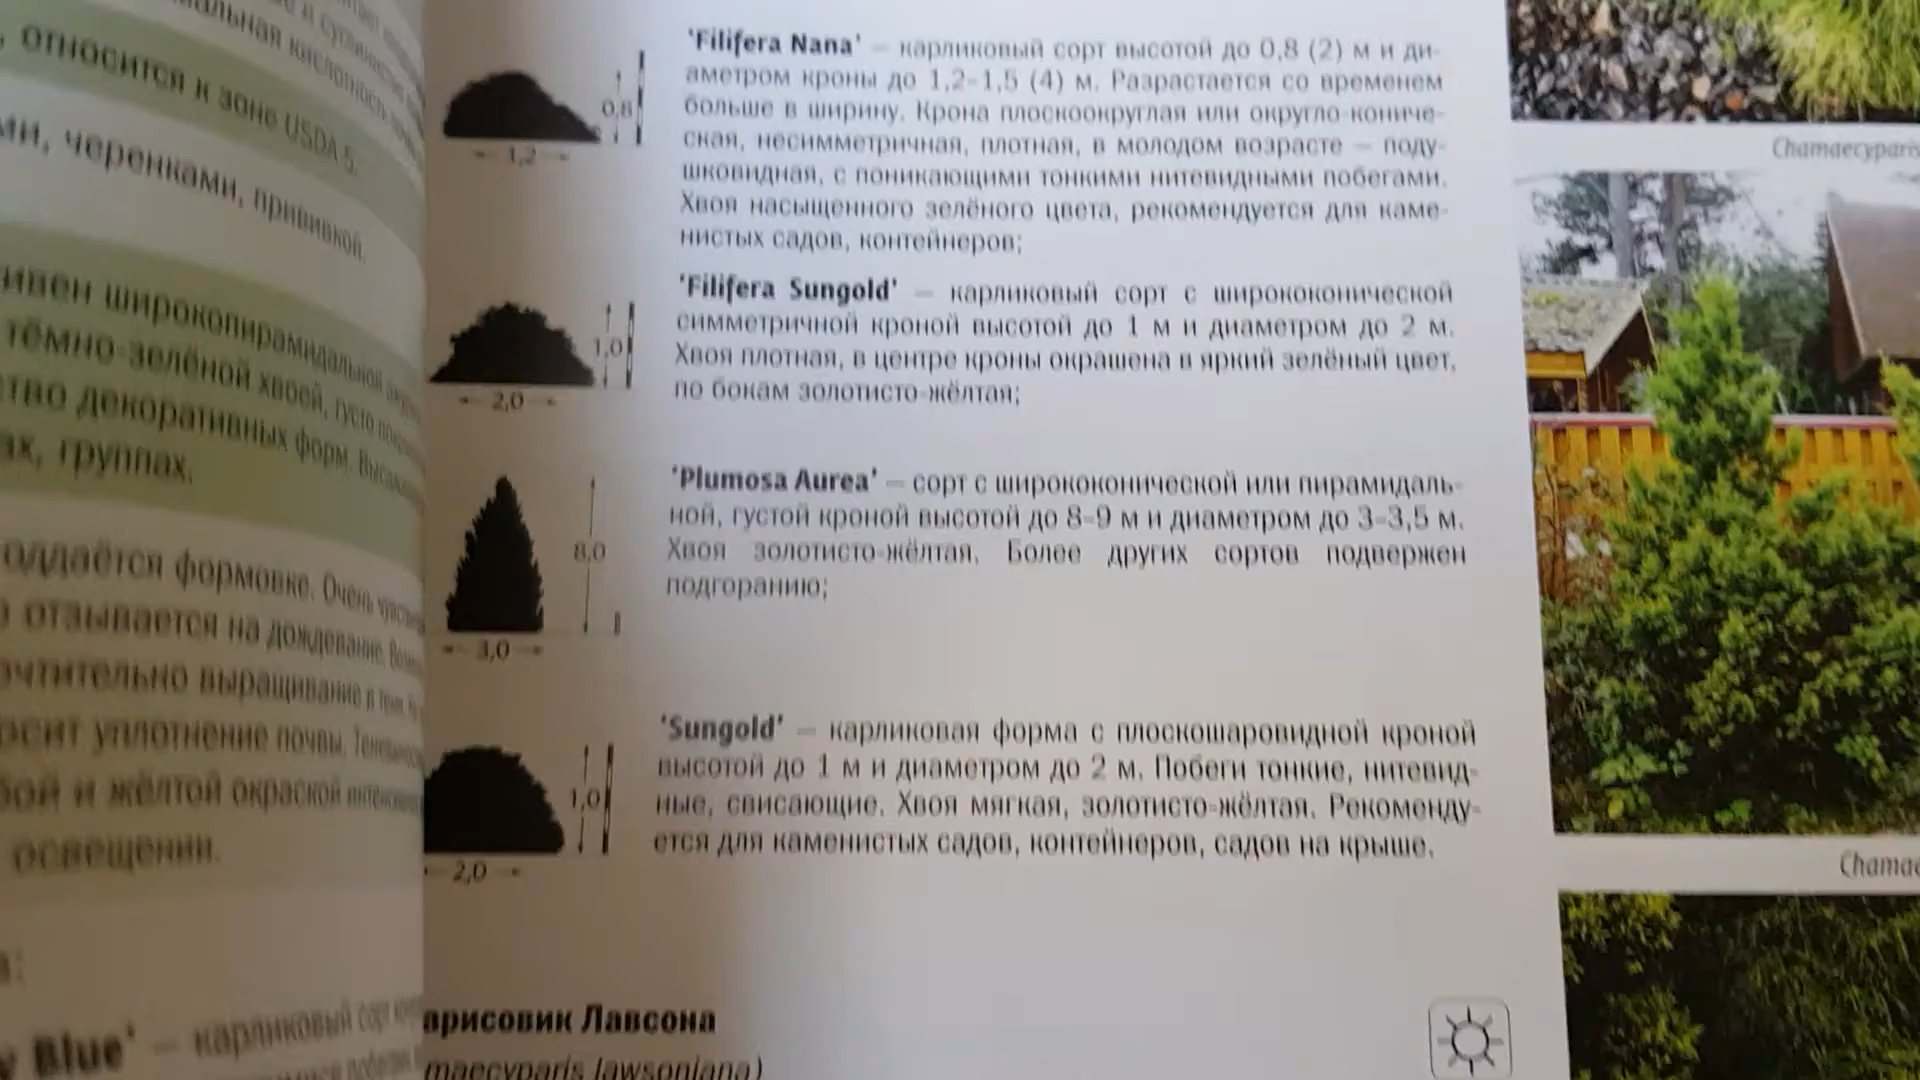 относится к зоне USDA 5.
ми, черенками, прививкой.
ивен широкопирамидальной
тёмно-зелёной хвоей, густо
ство декоративных форм.
ах, группах.
оддаётся формовке. Очень
отзывается на дождевание.
очтительно выращивание
осит уплотнение почвы.
бой и жёлтой окраской
освещении.
y Blue' – карликовый сорт
'Filifera Nana' – карликовый сорт высотой до 0,8 (2) м и ди-
аметром кроны до 1,2–1,5 (4) м. Разрастается со временем
больше в ширину. Крона плоскоокруглая или округло-кониче-
ская, несимметричная, плотная, в молодом возрасте – поду-
шковидная, с поникающими тонкими нитевидными побегами.
Хвоя насыщенного зелёного цвета, рекомендуется для каме-
нистых садов, контейнеров;
0,8
1,2
'Filifera Sungold' – карликовый сорт с ширококонической
симметричной кроной высотой до 1 м и диаметром до 2 м.
Хвоя плотная, в центре кроны окрашена в яркий зелёный цвет,
по бокам золотисто-жёлтая;
1,0
2,0
'Plumosa Aurea' – сорт с ширококонической или пирамидаль-
ной, густой кроной высотой до 8–9 м и диаметром до 3–3,5 м.
Хвоя золотисто-жёлтая. Более других сортов подвержен
подгоранию;
8,0
3,0
'Sungold' – карликовая форма с плоскошаровидной кроной
высотой до 1 м и диаметром до 2 м. Побеги тонкие, нитевид-
ные, свисающие. Хвоя мягкая, золотисто-жёлтая. Рекоменду-
ется для каменистых садов, контейнеров, садов на крыше.
1,0
2,0
арисовик Лавсона
maecyparis lawsoniana)
Chamaecyparis
Chamae